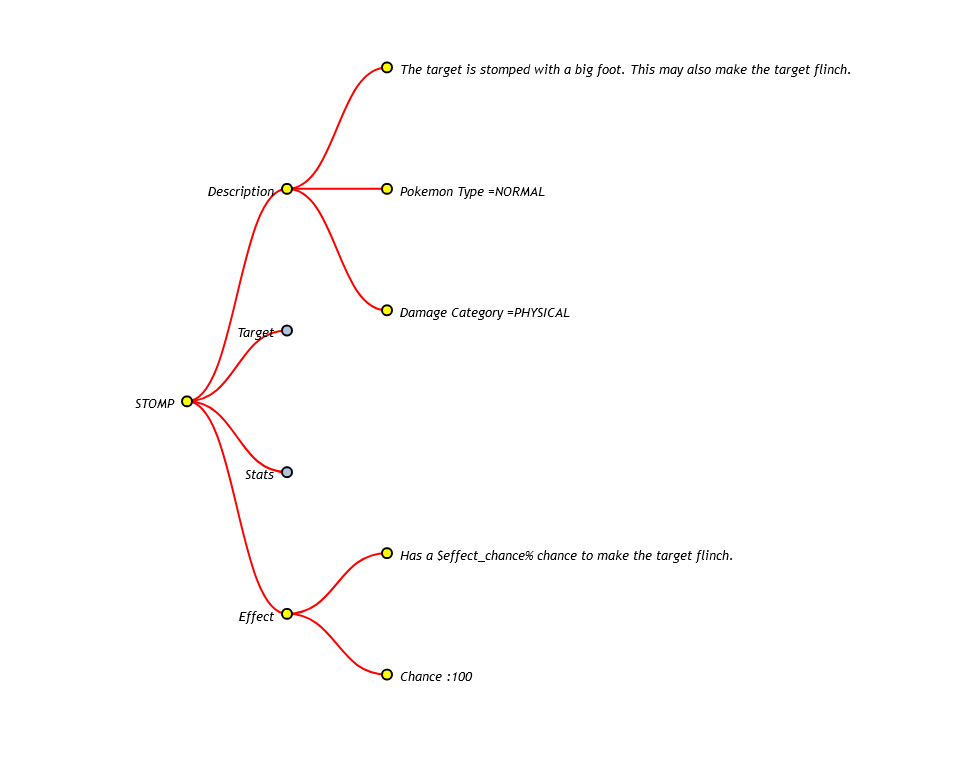 The target is stomped with a big foot. This may also make the target flinch.
Description
Pokemon Type =NORMAL
Damage Category =PHYSICAL
Target
STOMP
Stats
Has a $effect_chance% chance to make the target flinch.
Effect
Chance :100